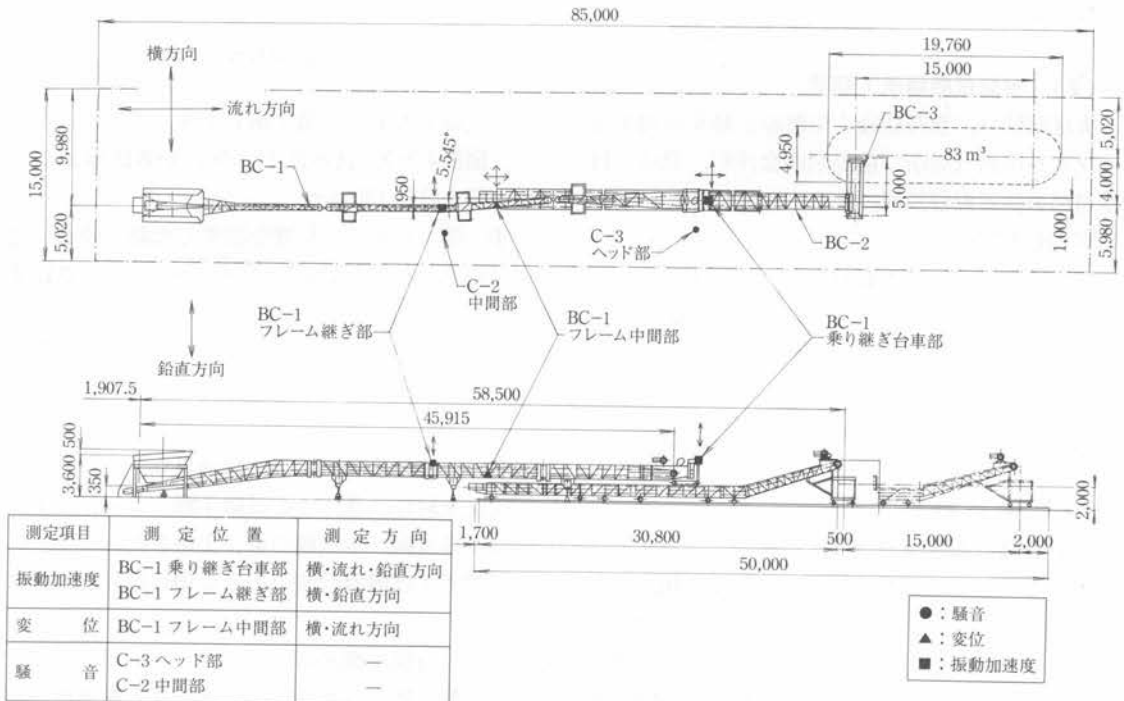 85,000
19,760
15,000
横方向
流れ方向
BC-3
15,000
9,980
5,020
BC-1
950
5.545°
4,950
83 m³
5,000
5,020
4,000
1,000
5,980
C-3
ヘッド部
BC-2
C-2
中間部
BC-1
フレーム継ぎ部
BC-1
フレーム中間部
BC-1
乗り継ぎ台車部
鉛直方向
1,907.5
58,500
45,915
500
3,600
350
2,000
1,700
30,800
500
15,000
2,000
50,000
測定項目 測定位置 測定方向
振動加速度 BC-1 乗り継ぎ台車部 横・流れ・鉛直方向
BC-1 フレーム継ぎ部 横・鉛直方向
変位 BC-1 フレーム中間部 横・流れ方向
騒音 C-3 ヘッド部 —
C-2 中間部 —
●：騒音
▲：変位
■：振動加速度